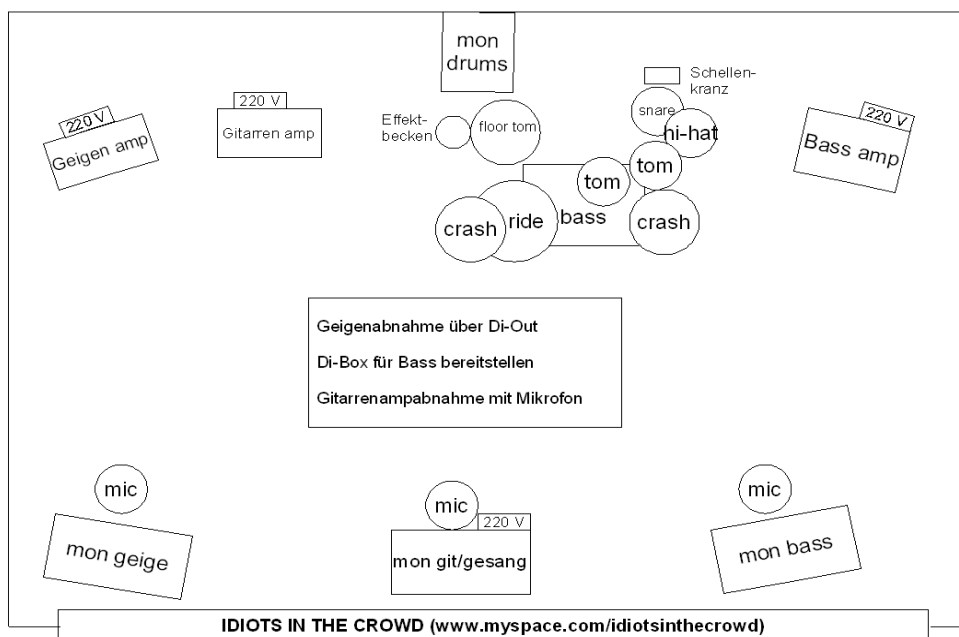 mon
drums
Schellen-
kranz
220 V
Geigen amp
220 V
Gitarren amp
Effekt-
becken
floor tom
snare
hi-hat
220 V
Bass amp
tom
tom
crash
ride
bass
crash
Geigenabnahme über Di-Out
Di-Box für Bass bereitstellen
Gitarrenampabnahme mit Mikrofon
mic
mic
mic
220 V
mon geige
mon git/gesang
mon bass
IDIOTS IN THE CROWD (www.myspace.com/idiotsinthecrowd)